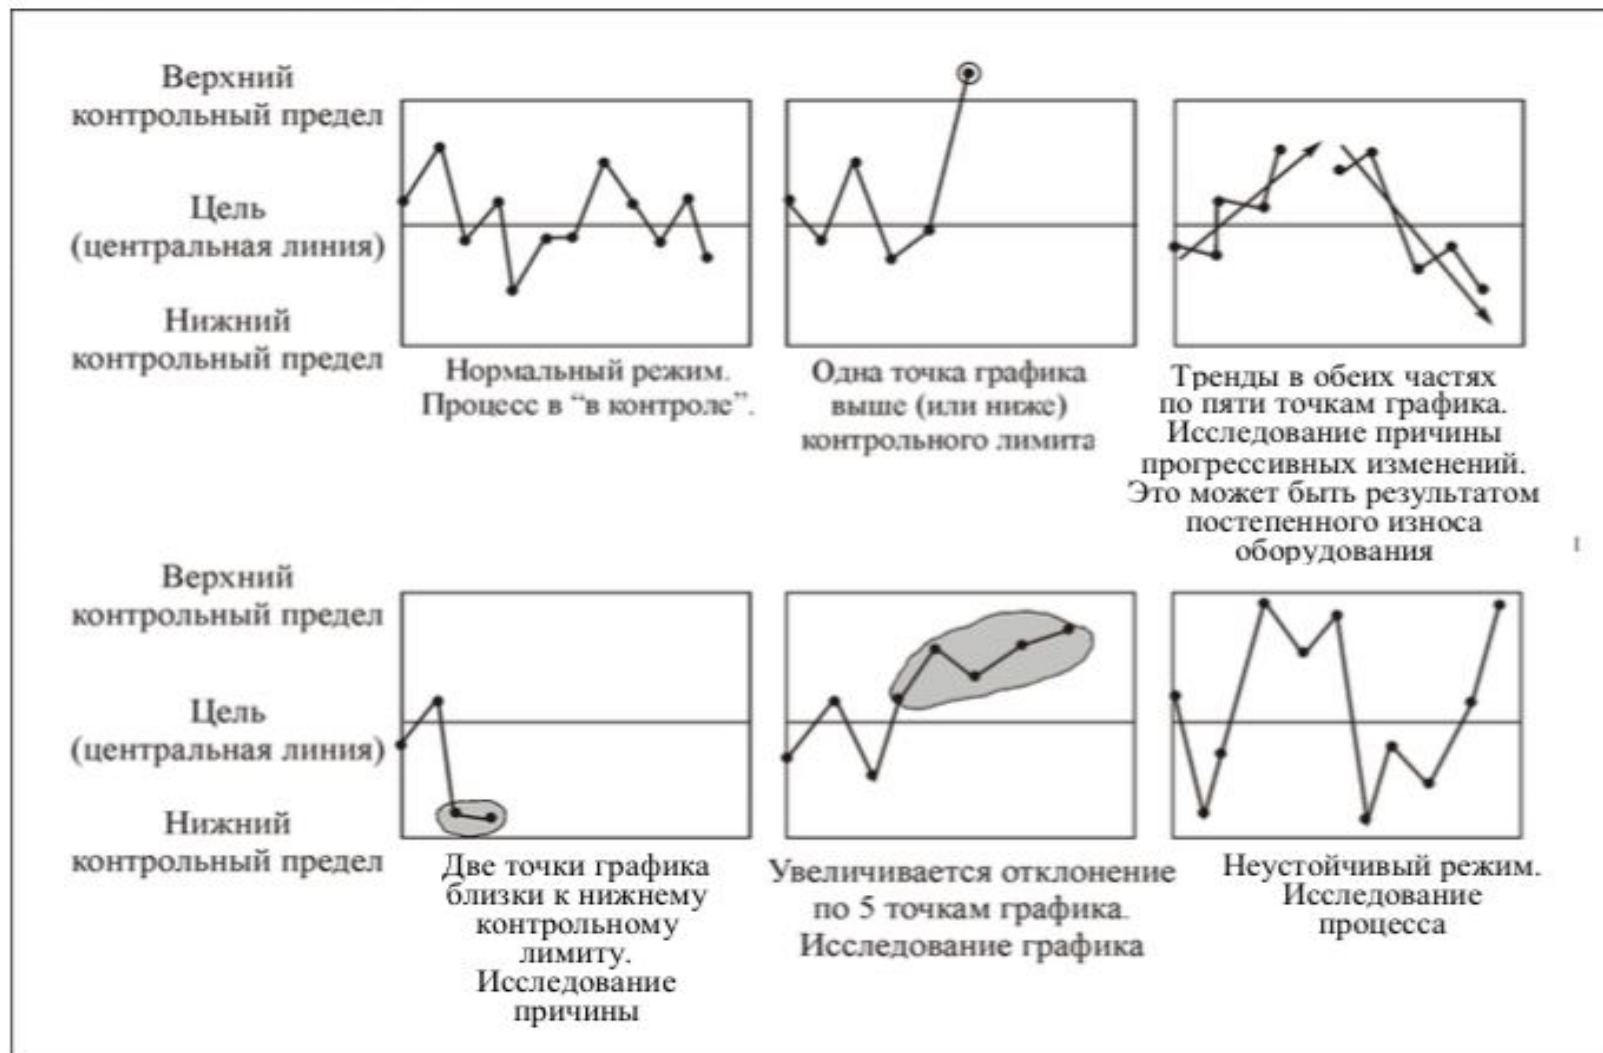 Верхний
контрольный предел
Цель
(центральная линия)
Нижний
контрольный предел
Нормальный режим.
Процесс в “в контроле”.
Одна точка графика
выше (или ниже)
контрольного лимита
Тренды в обеих частях
по пяти точкам графика.
Исследование причины
прогрессивных изменений.
Это может быть результатом
постепенного износа
оборудования
I
Верхний
контрольный предел
Цель
(центральная линия)
Нижний
контрольный предел
Две точки графика
близки к нижнему
контрольному
лимиту.
Исследование
причины
Увеличивается отклонение
по 5 точкам графика.
Исследование графика
Неустойчивый режим.
Исследование
процесса